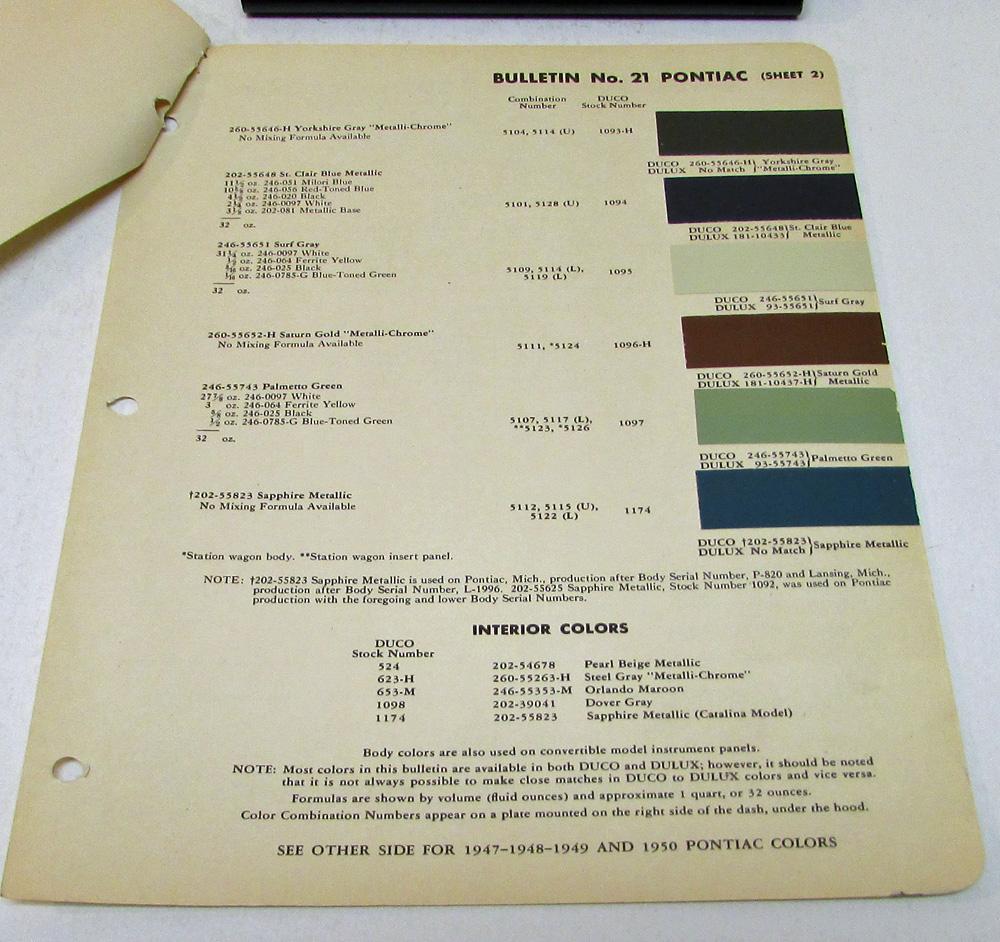 BULLETIN No. 21 PONTIAC (SHEET 2)
Combination Number
DUCO Stock Number
260-55646-H Yorkshire Gray "Metalli-Chrome"
No Mixing Formula Available
5104, 5114 (U) 1093-H
DUCO 260-55646-H} Yorkshire Gray
DULUX No Match }"Metalli-Chrome"
202-55648 St. Clair Blue Metallic
oz. 246-051 Milori Blue
oz. 246-056 Red-Toned Blue
4½ oz. 246-020 Black
2¼ oz. 246-0097 White
oz. 202-081 Metallic Base
32 oz.
5101, 5128 (U) 1094
DUCO 202-55648}St. Clair Blue
DULUX 181-10433} Metallic
246-55651 Surf Gray
31¼ oz. 246-0097 White
½ oz. 246-064 Ferrite Yellow
oz. 246-025 Black
oz. 246-0785-G Blue-Toned Green
32 oz.
5109, 5114 (L),
5119 (L)
1095
DUCO 246-55651}Surf Gray
DULUX 93-55651}
260-55652-H Saturn Gold "Metalli-Chrome"
No Mixing Formula Available
5111, *5124 1096-H
DUCO 260-55652-H}Saturn Gold
DULUX 181-10437-H} Metallic
246-55743 Palmetto Green
27⅞ oz. 246-0097 White
3 oz. 246-064 Ferrite Yellow
⅝ oz. 246-025 Black
½ oz. 246-0785-G Blue-Toned Green
32 oz.
5107, 5117 (L),
**5123, *5126
1097
DUCO 246-55743}Palmetto Green
DULUX 93-55743}
†202-55823 Sapphire Metallic
No Mixing Formula Available
5112, 5115 (U),
5122 (L)
1174
DUCO †202-55823}Sapphire Metallic
DULUX No Match}
*Station wagon body. **Station wagon insert panel.
NOTE: †202-55823 Sapphire Metallic is used on Pontiac, Mich., production after Body Serial Number, P-820 and Lansing, Mich.,
production after Body Serial Number, L-1996. 202-55625 Sapphire Metallic, Stock Number 1092, was used on Pontiac
production with the foregoing and lower Body Serial Numbers.
INTERIOR COLORS
DUCO
Stock Number
524 202-54678 Pearl Beige Metallic
623-H 260-55263-H Steel Gray "Metalli-Chrome"
653-M 246-55353-M Orlando Maroon
1098 202-39041 Dover Gray
1174 202-55823 Sapphire Metallic (Catalina Model)
Body colors are also used on convertible model instrument panels.
NOTE: Most colors in this bulletin are available in both DUCO and DULUX; however, it should be noted
that it is not always possible to make close matches in DUCO to DULUX colors and vice versa.
Formulas are shown by volume (fluid ounces) and approximate 1 quart, or 32 ounces.
Color Combination Numbers appear on a plate mounted on the right side of the dash, under the hood.
SEE OTHER SIDE FOR 1947–1948–1949 AND 1950 PONTIAC COLORS